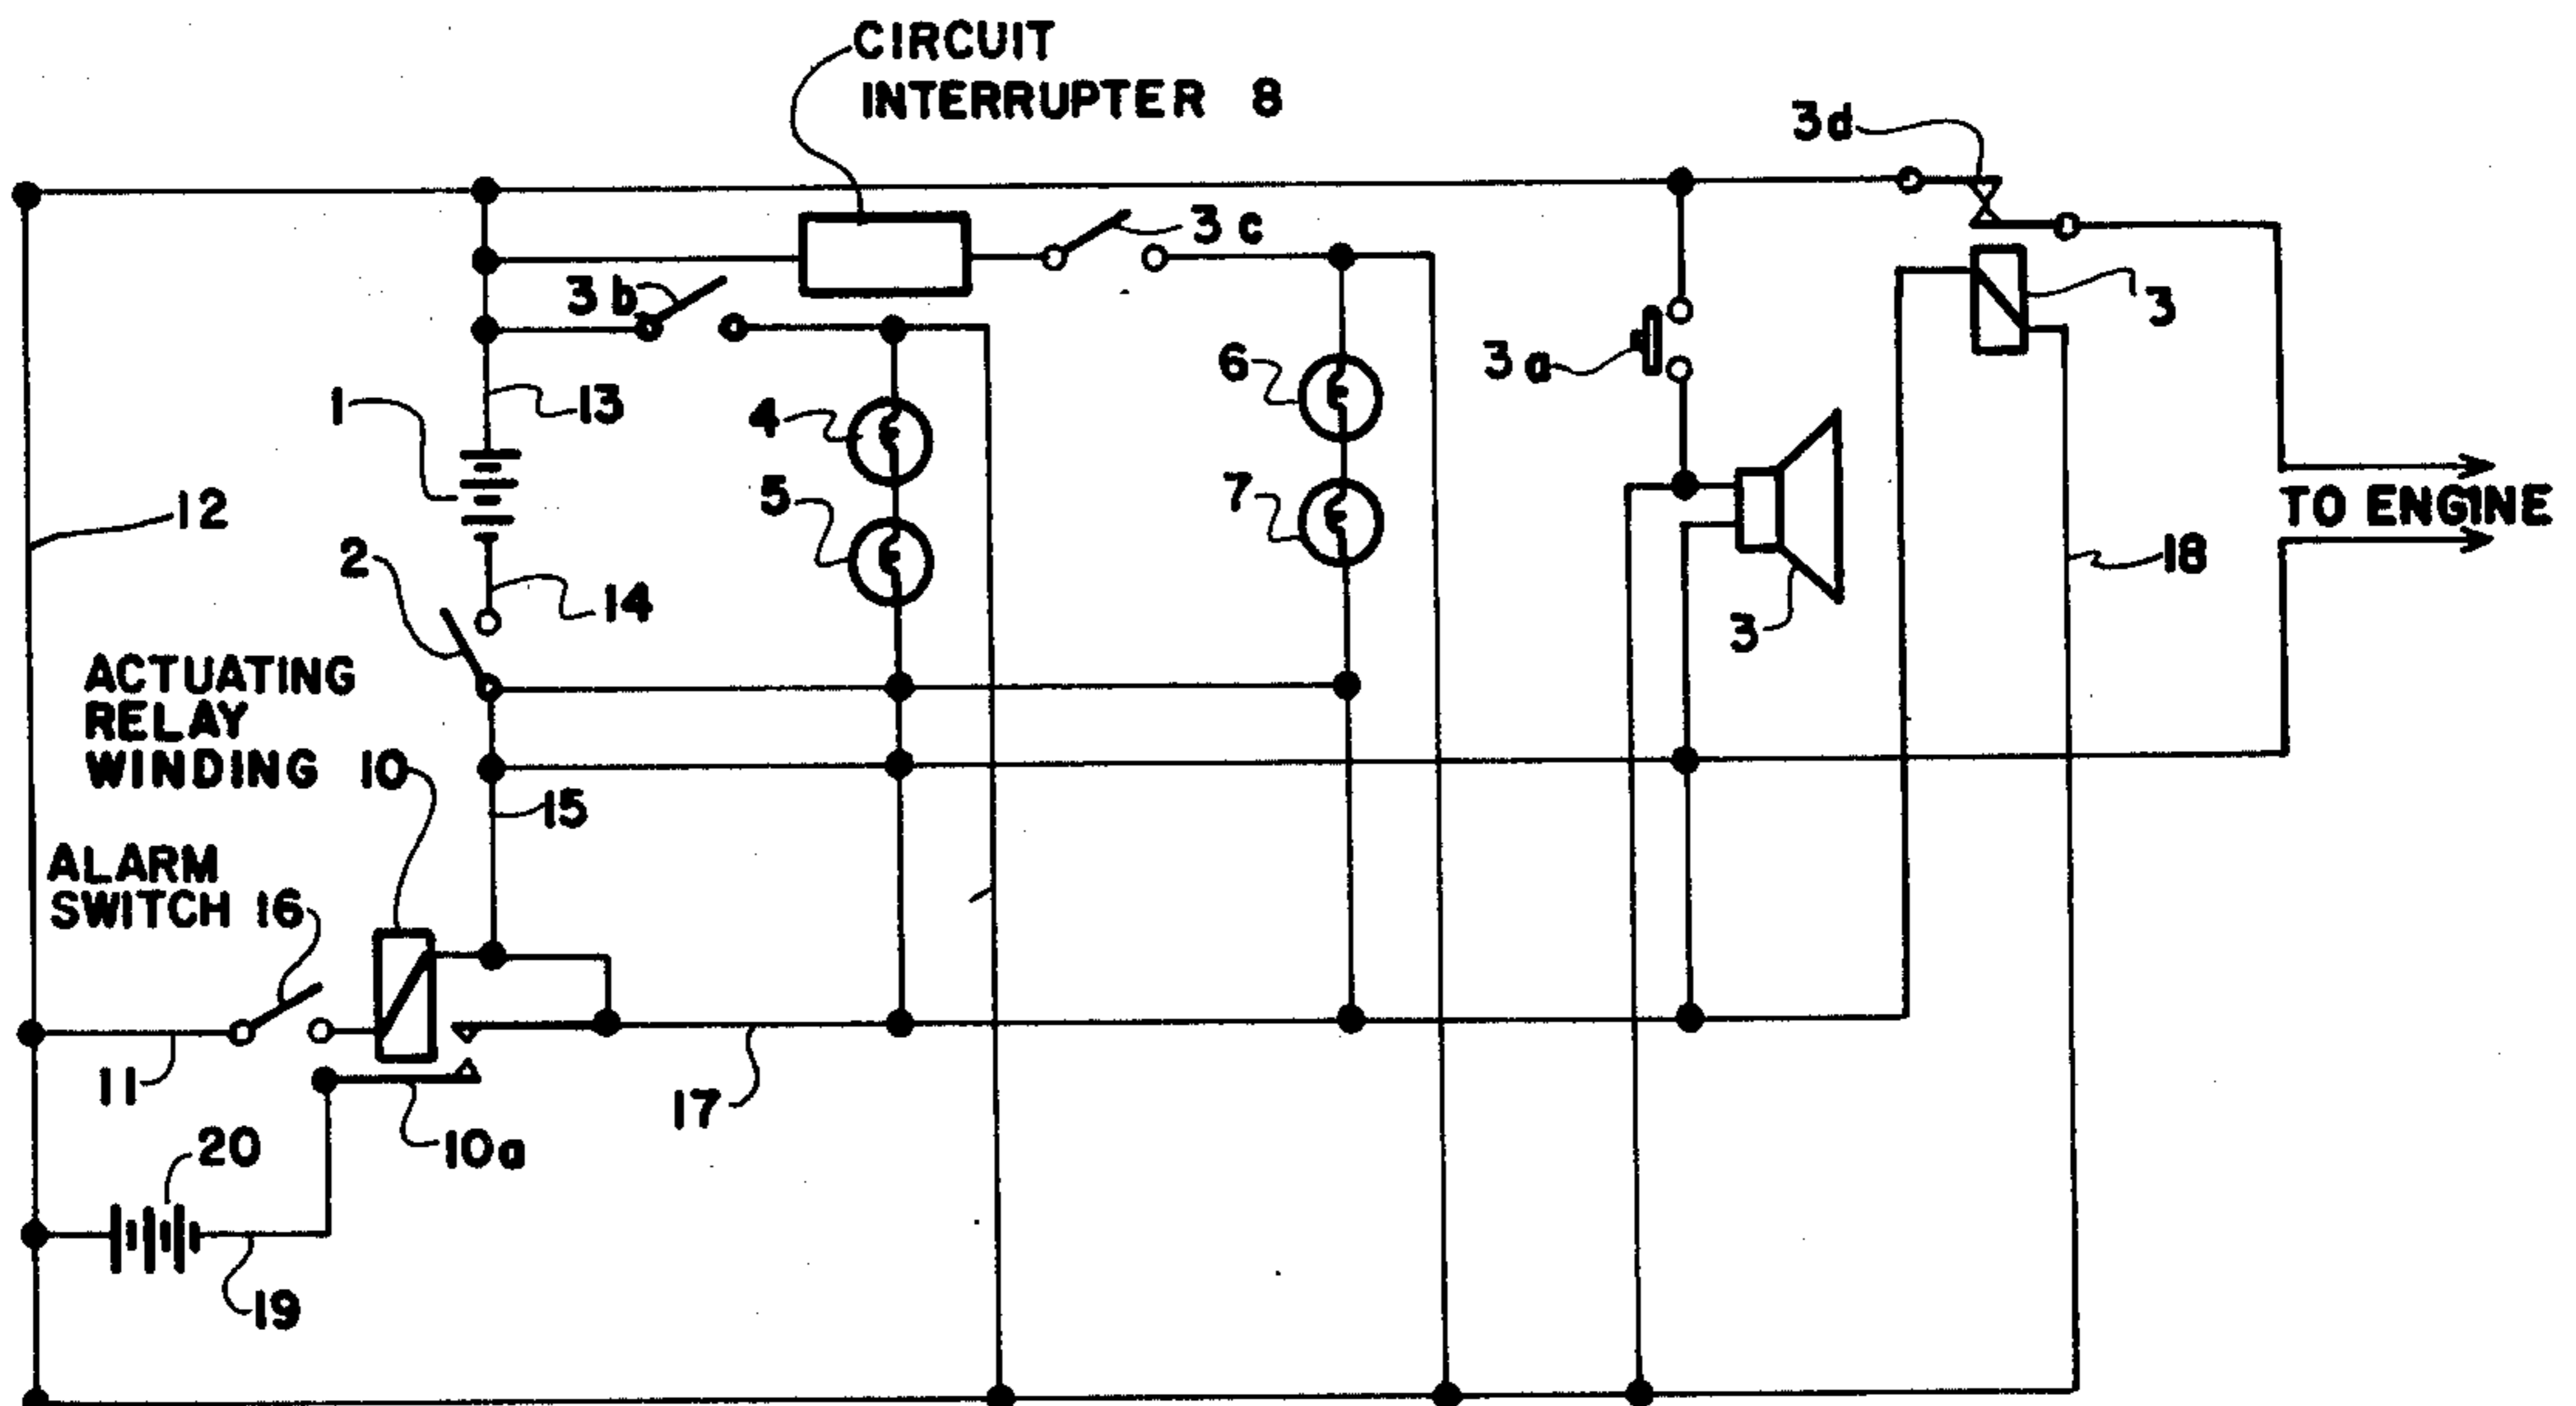 CIRCUIT
INTERRUPTER 8
3d
3c
3b
3
1
13
6
3a
4
12
5
7
TO ENGINE
2
14
18
3
ACTUATING
RELAY
WINDING 10
15
ALARM
SWITCH 16
11
17
20
10a
19